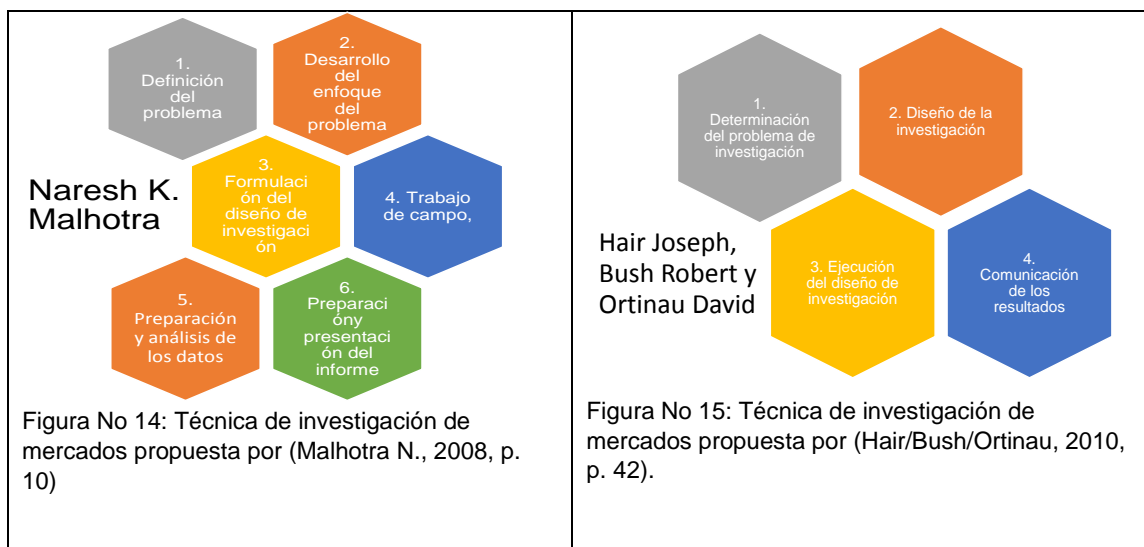 1.
Definición
del
problema
2.
Desarrollo
del
enfoque
del
problema
Naresh K.
Malhotra
3.
Formulaci
ón del
diseño de
investigaci
ón
4. Trabajo
de campo,
5.
Preparación
y análisis de
los datos
6.
Preparaci
óny
presentaci
ón del
informe
Figura No 14: Técnica de investigación de
mercados propuesta por (Malhotra N., 2008, p.
10)
1.
Determinación
del problema de
investigación
2. Diseño de la
investigación
Hair Joseph,
Bush Robert y
Ortinau David
3. Ejecución
del diseño de
investigación
4.
Comunicación
de los
resultados
Figura No 15: Técnica de investigación de
mercados propuesta por (Hair/Bush/Ortinau, 2010,
p. 42).